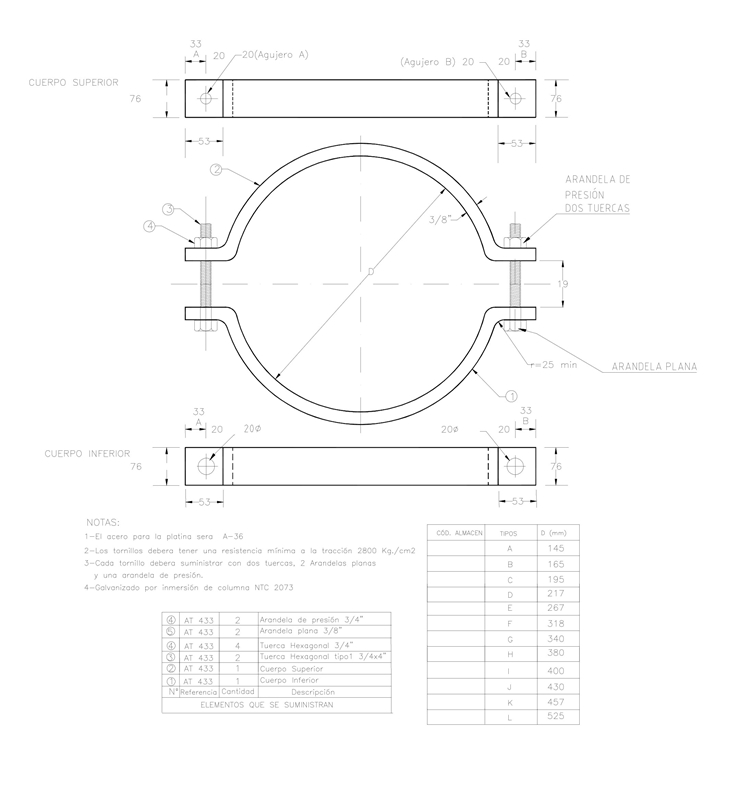 33
A
20
20(Agujero A)
33
B
(Agujero B) 20
20
CUERPO SUPERIOR
76
76
53
53
2
ARANDELA DE
PRESIÓN
DOS TUERCAS
3
4
3/8"
D
19
r=25 min
ARANDELA PLANA
1
33
A
20
20ø
33
B
20ø
20
CUERPO INFERIOR
76
76
53
53
NOTAS:
1-El acero para la platina sera A-36
2-Los tornillos debera tener una resistencia mínima a la tracción 2800 Kg./cm2
3-Cada tornillo debera suministrar con dos tuercas, 2 Arandelas planas
y una arandela de presión.
4-Galvanizado por inmersión de columna NTC 2073
CÓD. ALMACEN TIPOS D (mm)
A 145
B 165
C 195
D 217
E 267
F 318
G 340
H 380
I 400
J 430
K 457
L 525
4 AT 433 2 Arandela de presión 3/4"
5 AT 433 2 Arandela plana 3/8"
4 AT 433 4 Tuerca Hexagonal 3/4"
3 AT 433 2 Tuerca Hexagonal tipo1 3/4x4"
2 AT 433 1 Cuerpo Superior
1 AT 433 1 Cuerpo Inferior
N° Referencia Cantidad Descripción
ELEMENTOS QUE SE SUMINISTRAN